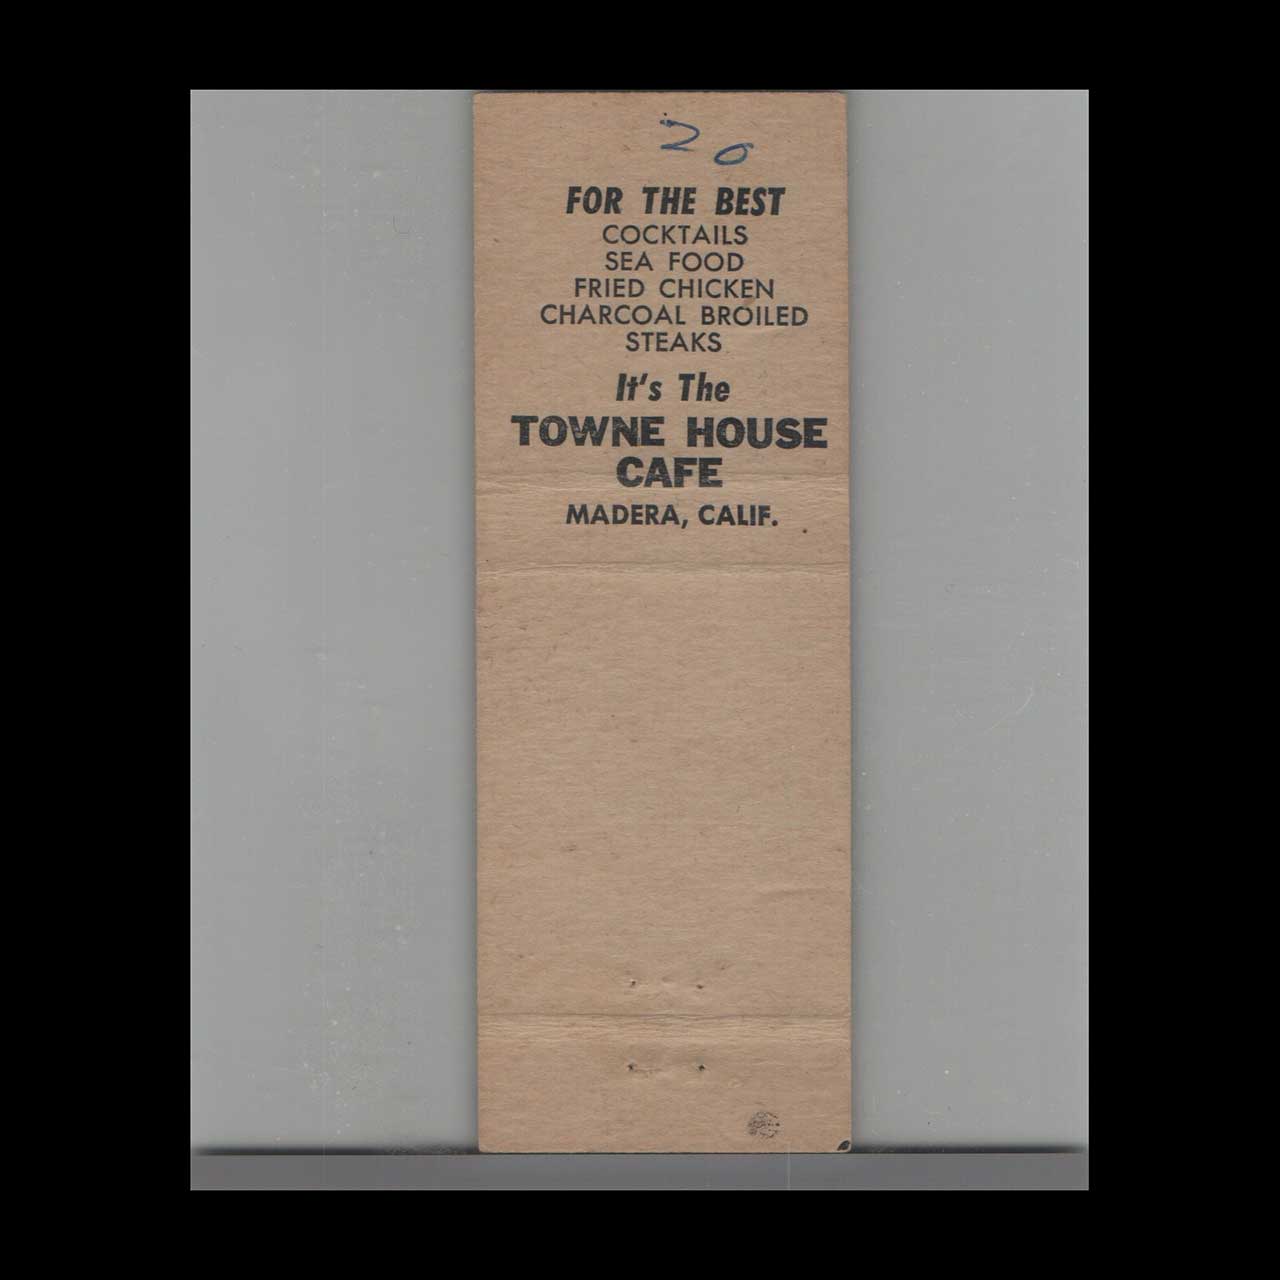 20
FOR THE BEST
COCKTAILS
SEA FOOD
FRIED CHICKEN
CHARCOAL BROILED
STEAKS
It's The
TOWNE HOUSE
CAFE
MADERA, CALIF.